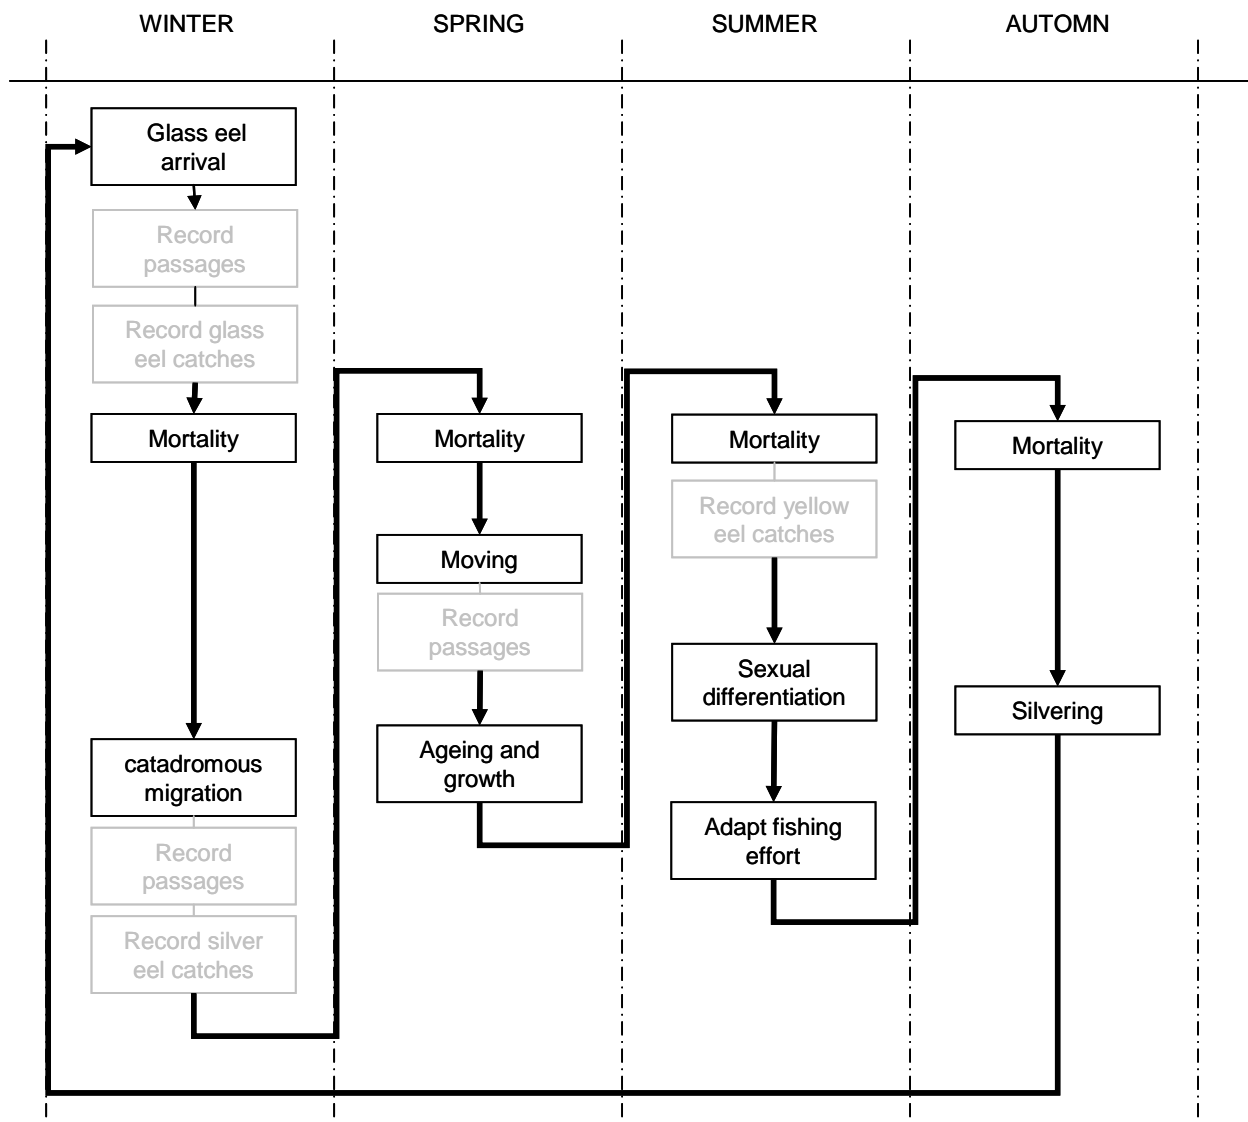 WINTER
SPRING
SUMMER
AUTOMN
Glass eel
arrival
Record
passages
Record glass
eel catches
Mortality
catadromous
migration
Record
passages
Record silver
eel catches
Mortality
Moving
Record
passages
Ageing and
growth
Mortality
Record yellow
eel catches
Sexual
differentiation
Adapt fishing
effort
Mortality
Silvering